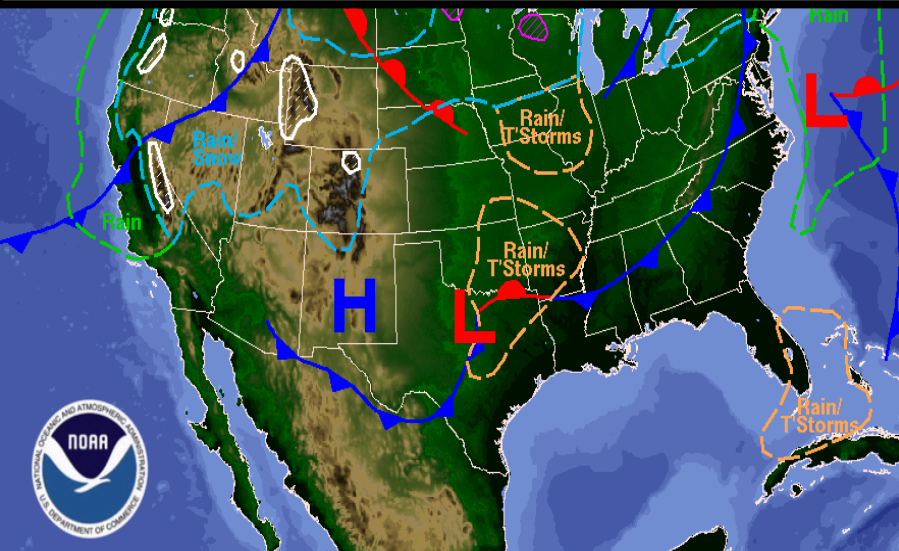 Rain
L
Rain/
T'Storms
Rain/
Snow
Rain
Rain/
T'Storms
H
L
Rain/
T'Storms
NATIONAL OCEANIC AND ATMOSPHERIC ADMINISTRATION
NOAA
U.S. DEPARTMENT OF COMMERCE